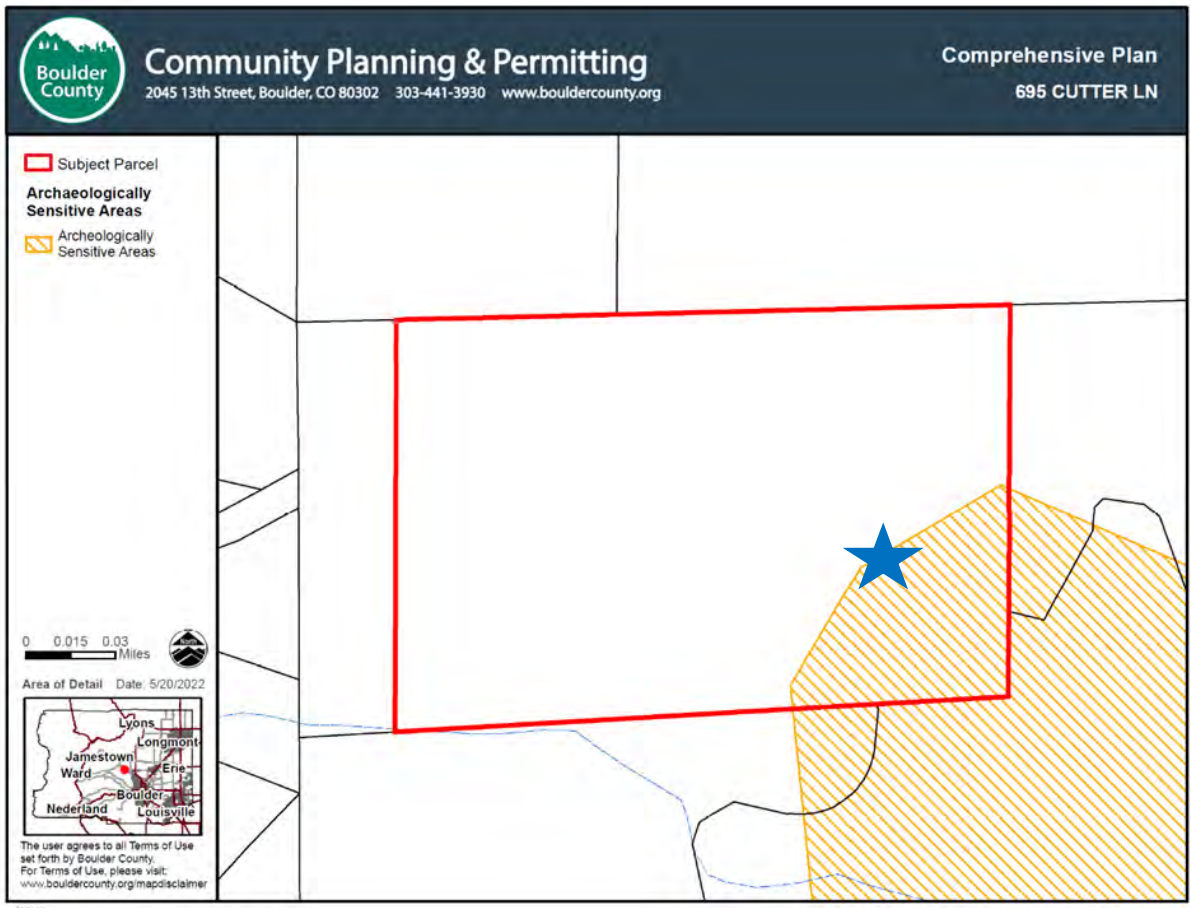 Boulder
County
Community Planning & Permitting
2045 13th Street, Boulder, CO 80302 303-441-3930 www.bouldercounty.org
Comprehensive Plan
695 CUTTER LN
Subject Parcel
Archaeologically
Sensitive Areas
Archeologically
Sensitive Areas
0 0.015 0.03
Miles
North
Area of Detail Date: 5/20/2022
Lyons
Longmont
Jamestown
Ward
Erie
Boulder
Nederland
Louisville
The user agrees to all Terms of Use
set forth by Boulder County.
For Terms of Use, please visit:
www.bouldercounty.org/mapdisclaimer